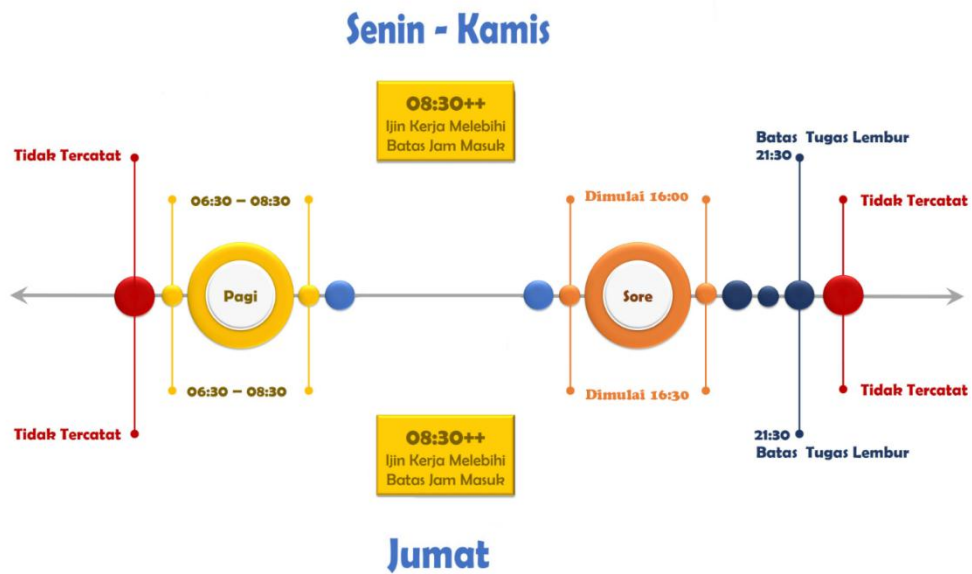 Senin - Kamis
08:30++
Ijin Kerja Melebihi
Batas Jam Masuk
Tidak Tercatat
06:30 – 08:30
Dimulai 16:00
Batas Tugas Lembur
21:30
Tidak Tercatat
Pagi
Sore
06:30 – 08:30
Dimulai 16:30
Tidak Tercatat
Tidak Tercatat
21:30
Batas Tugas Lembur
08:30++
Ijin Kerja Melebihi
Batas Jam Masuk
Jumat